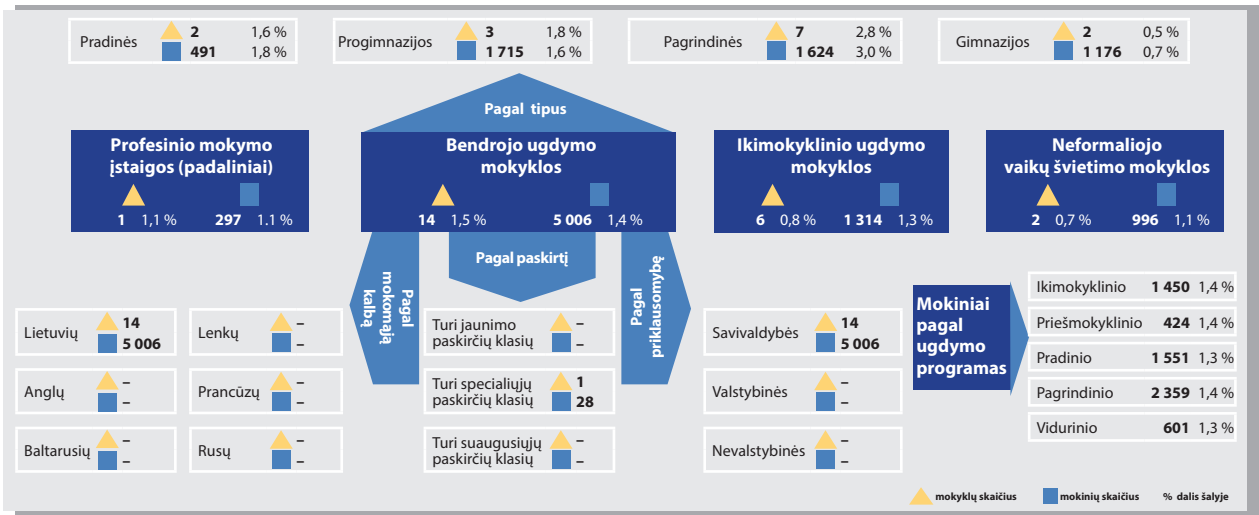 Pradinės
2 1,6 %
491 1,8 %
Progimnazijos
3 1,8 %
1 715 1,6 %
Pagrindinės
7 2,8 %
1 624 3,0 %
Gimnazijos
2 0,5 %
1 176 0,7 %
Pagal tipus
Profesinio mokymo
įstaigos (padaliniai)
1 1,1 % 297 1.1 %
Bendrojo ugdymo
mokyklos
14 1,5 % 5 006 1,4 %
Ikimokyklinio ugdymo
mokyklos
6 0,8 % 1 314 1,3 %
Neformaliojo
vaikų švietimo mokyklos
2 0,7 % 996 1,1 %
Pagal
mokomąją
kalbą
Pagal paskirtį
Pagal
priklausomybę
Lietuvių
14
5 006
Lenkų
–
–
Anglų
–
–
Prancūzų
–
–
Baltarusių
–
–
Rusų
–
–
Turi jaunimo
paskirčių klasių
–
–
Turi specialiųjų
paskirčių klasių
1
28
Turi suaugusiųjų
paskirčių klasių
–
–
Savivaldybės
14
5 006
Valstybinės
–
–
Nevalstybinės
–
–
Mokiniai
pagal
ugdymo
programas
Ikimokyklinio 1 450 1,4 %
Priešmokyklinio 424 1,4 %
Pradinio 1 551 1,3 %
Pagrindinio 2 359 1,4 %
Vidurinio 601 1,3 %
mokyklų skaičius mokinių skaičius % dalis šalyje